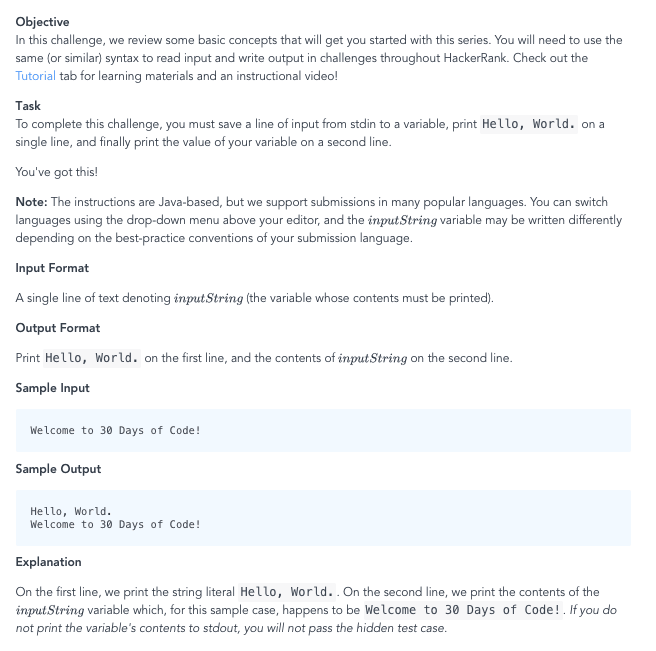 Objective
In this challenge, we review some basic concepts that will get you started with this series. You will need to use the
same (or similar) syntax to read input and write output in challenges throughout HackerRank. Check out the
Tutorial tab for learning materials and an instructional video!
Task
To complete this challenge, you must save a line of input from stdin to a variable, print Hello, World. on a
single line, and finally print the value of your variable on a second line.
You've got this!
Note: The instructions are Java-based, but we support submissions in many popular languages. You can switch
languages using the drop-down menu above your editor, and the inputString variable may be written differently
depending on the best-practice conventions of your submission language.
Input Format
A single line of text denoting inputString (the variable whose contents must be printed).
Output Format
Print Hello, World. on the first line, and the contents of inputString on the second line.
Sample Input
Welcome to 30 Days of Code!
Sample Output
Hello, World.
Welcome to 30 Days of Code!
Explanation
On the first line, we print the string literal Hello, World. . On the second line, we print the contents of the
inputString variable which, for this sample case, happens to be Welcome to 30 Days of Code! . If you do
not print the variable's contents to stdout, you will not pass the hidden test case.